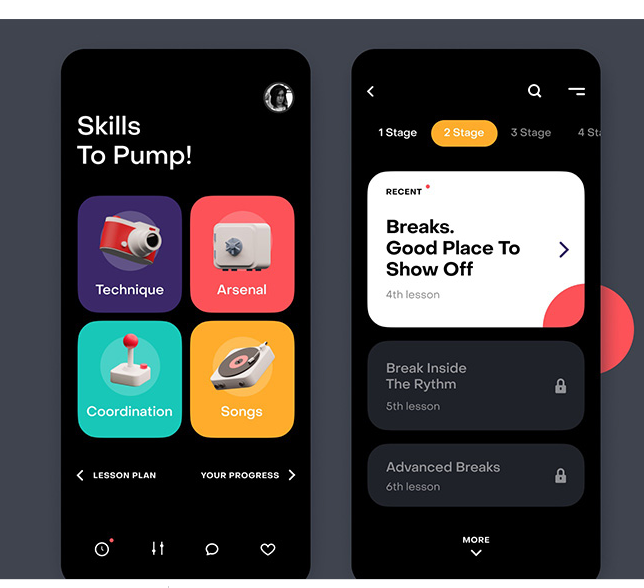 Skills
To Pump!
Technique
Arsenal
Coordination
Songs
LESSON PLAN
YOUR PROGRESS
1 Stage
2 Stage
3 Stage
4 Sta
RECENT
Breaks.
Good Place To
Show Off
4th lesson
Break Inside
The Rythm
5th lesson
Advanced Breaks
6th lesson
MORE